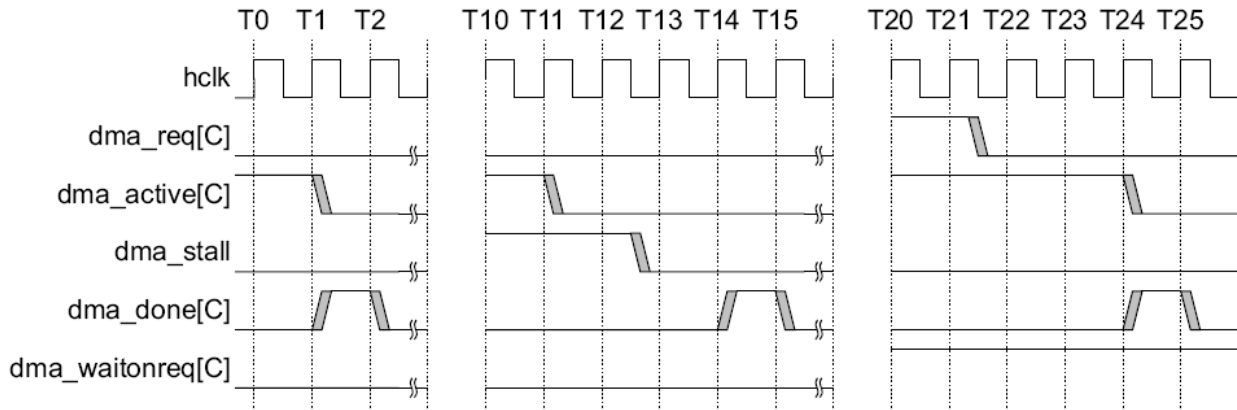 T0 T1 T2 T10 T11 T12 T13 T14 T15 T20 T21 T22 T23 T24 T25
hclk
dma_req[C]
dma_active[C]
dma_stall
dma_done[C]
dma_waitonreq[C]